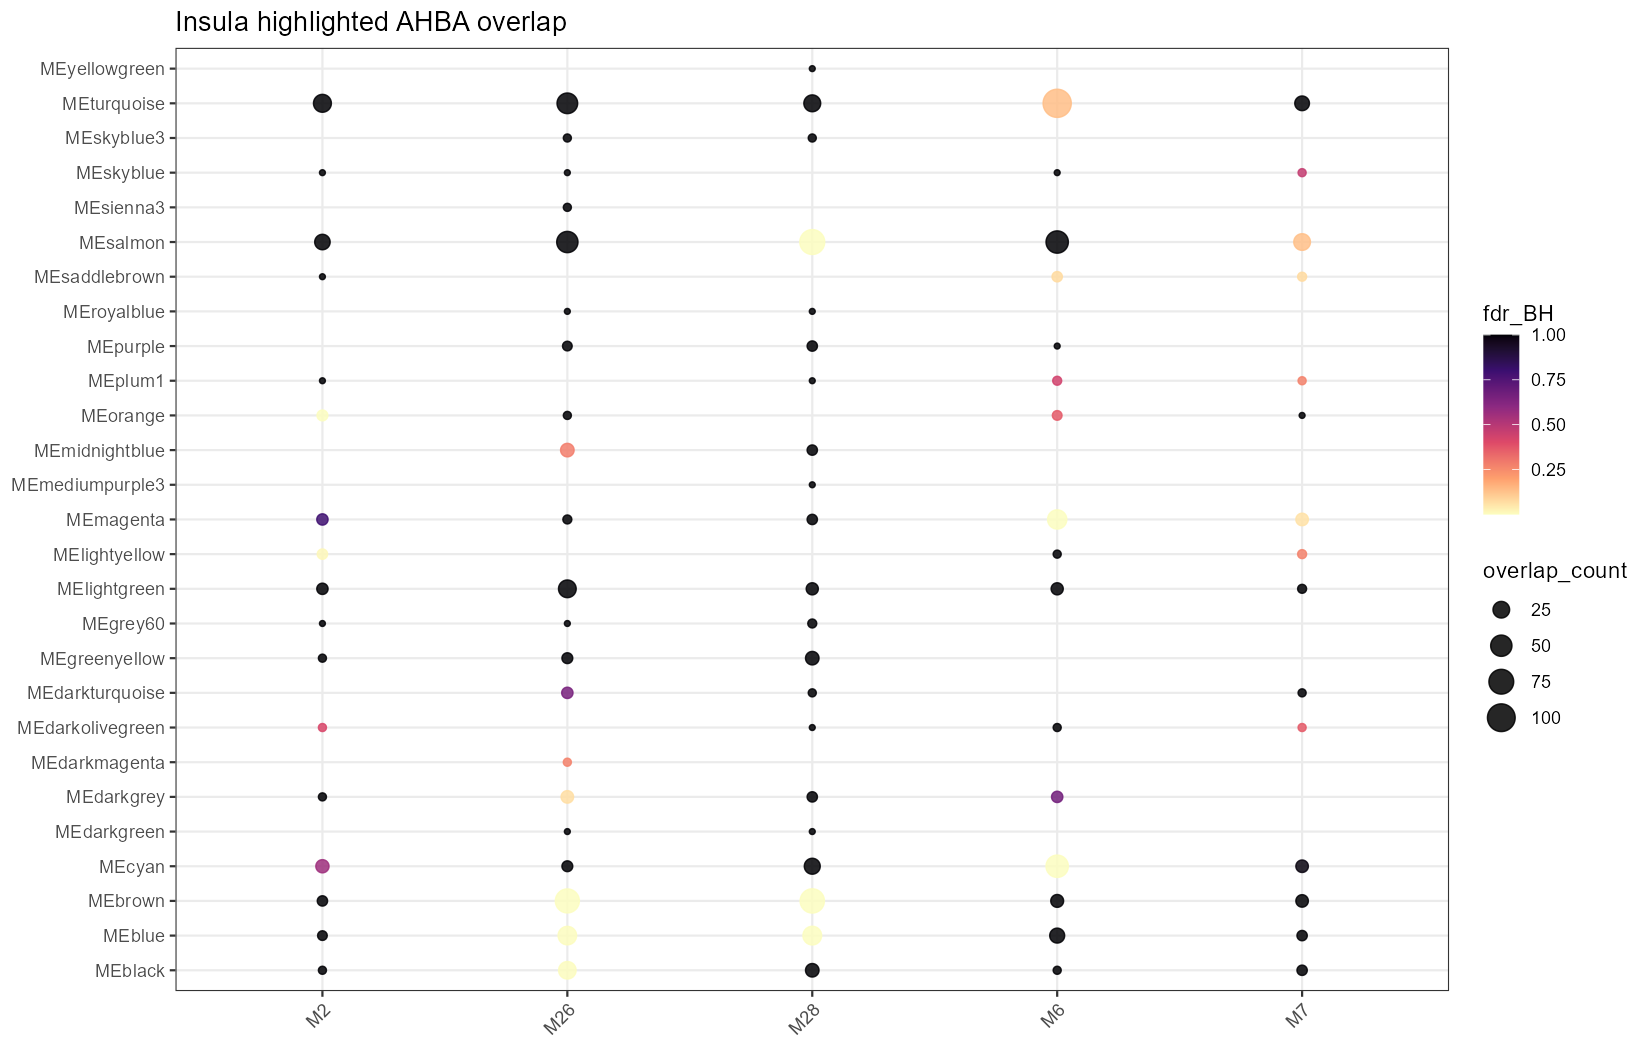 Insula highlighted AHBA overlap
MEyellowgreen
MEturquoise
MEskyblue3
MEskyblue
MEsienna3
MEsalmon
MEsaddlebrown
MEroyalblue
MEpurple
MEplum1
MEorange
MEmidnightblue
MEmediumpurple3
MEmagenta
MElightyellow
MElightgreen
MEgrey60
MEgreenyellow
MEdarkturquoise
MEdarkolivegreen
MEdarkmagenta
MEdarkgrey
MEdarkgreen
MEcyan
MEbrown
MEblue
MEblack
M2
M26
M28
M6
M7
fdr_BH
1.00
0.75
0.50
0.25
overlap_count
25
50
75
100